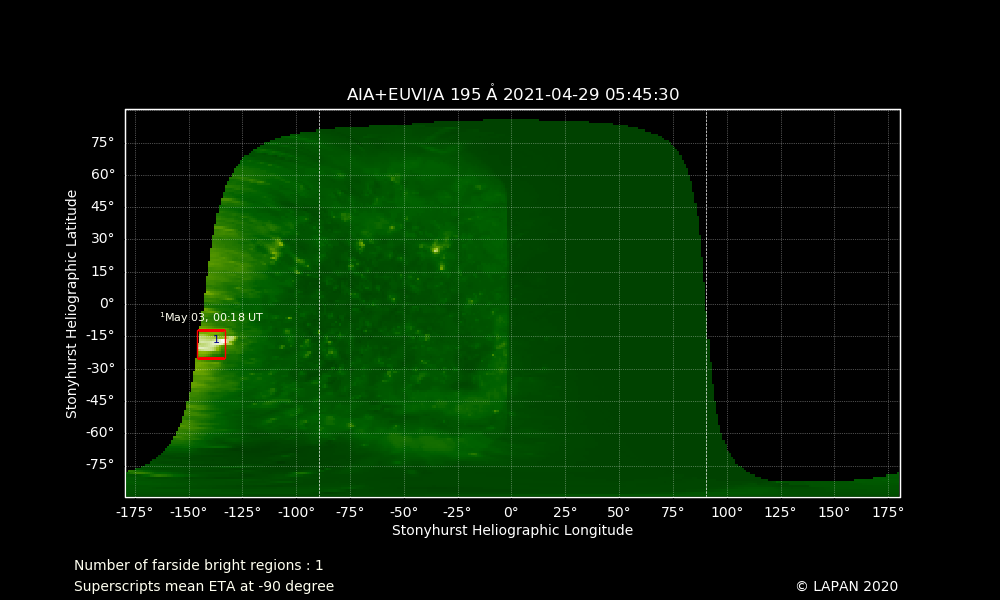 AIA+EUVI/A 195 Å 2021-04-29 05:45:30
Stonyhurst Heliographic Latitude
75°
60°
45°
30°
15°
0°
-15°
-30°
-45°
-60°
-75°
¹May 03, 00:18 UT
1
-175° -150° -125° -100° -75° -50° -25° 0° 25° 50° 75° 100° 125° 150° 175°
Stonyhurst Heliographic Longitude
Number of farside bright regions : 1
Superscripts mean ETA at -90 degree
© LAPAN 2020